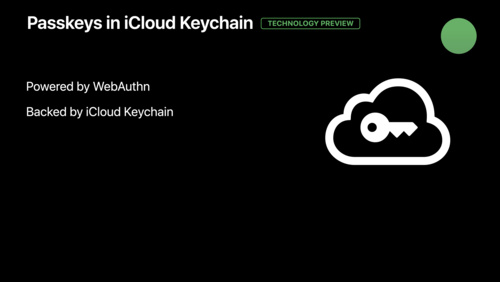 Passkeys in iCloud Keychain TECHNOLOGY PREVIEW
Powered by WebAuthn
Backed by iCloud Keychain